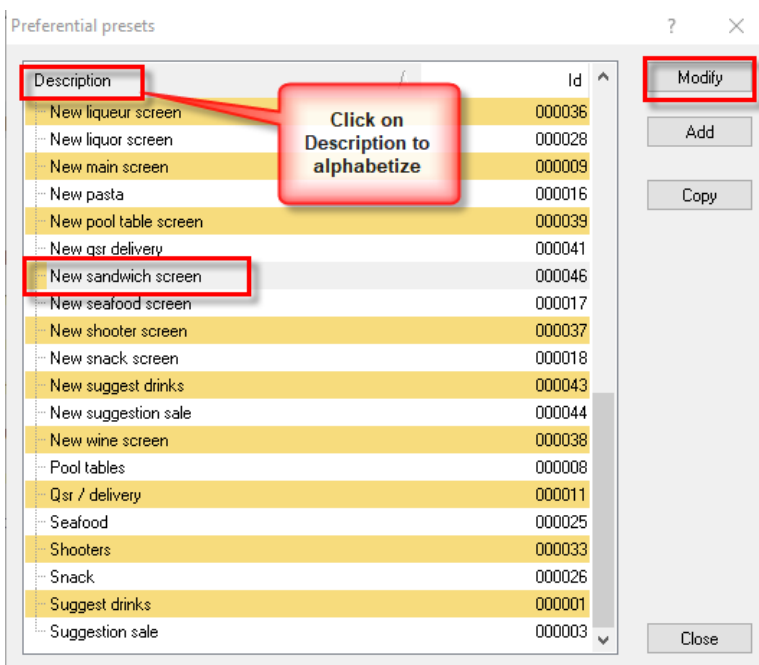 Preferential presets ? ×
Description / Id
Modify
Click on
Description to
alphabetize
New liqueur screen 000036
New liquor screen 000028
Add
New main screen 000009
New pasta 000016
Copy
New pool table screen 000039
New qsr delivery 000041
New sandwich screen 000046
New seafood screen 000017
New shooter screen 000037
New snack screen 000018
New suggest drinks 000043
New suggestion sale 000044
New wine screen 000038
Pool tables 000008
Qsr / delivery 000011
Seafood 000025
Shooters 000033
Snack 000026
Suggest drinks 000001
Suggestion sale 000003
Close